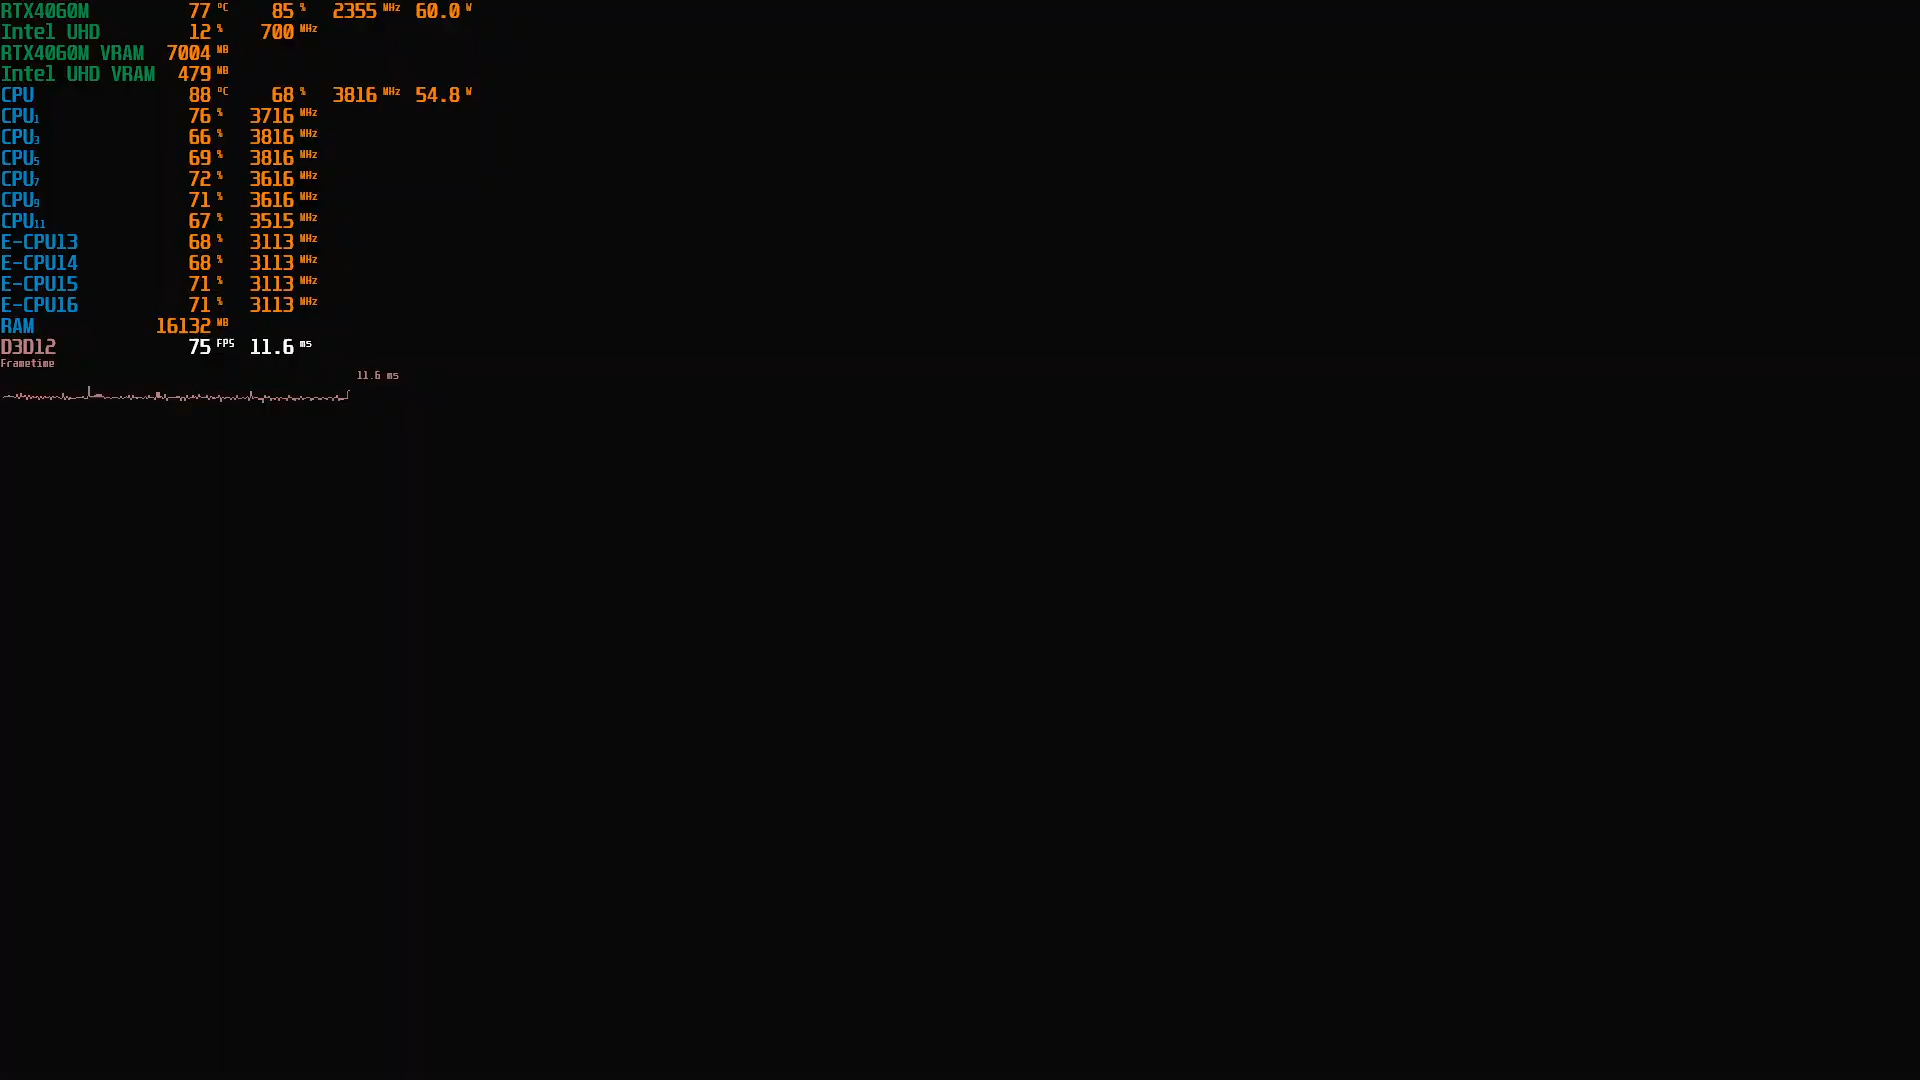 RTX4060M 77 °C 85 % 2355 MHz 60.0 W
Intel UHD 12 % 700 MHz
RTX4060M VRAM 7004 MB
Intel UHD VRAM 479 MB
CPU 88 °C 68 % 3816 MHz 54.8 W
CPU1 76 % 3716 MHz
CPU3 66 % 3816 MHz
CPU5 69 % 3816 MHz
CPU7 72 % 3616 MHz
CPU9 71 % 3616 MHz
CPU11 67 % 3515 MHz
E-CPU13 68 % 3113 MHz
E-CPU14 68 % 3113 MHz
E-CPU15 71 % 3113 MHz
E-CPU16 71 % 3113 MHz
RAM 16132 MB
D3D12 75 FPS 11.6 ms
Frametime
11.6 ms